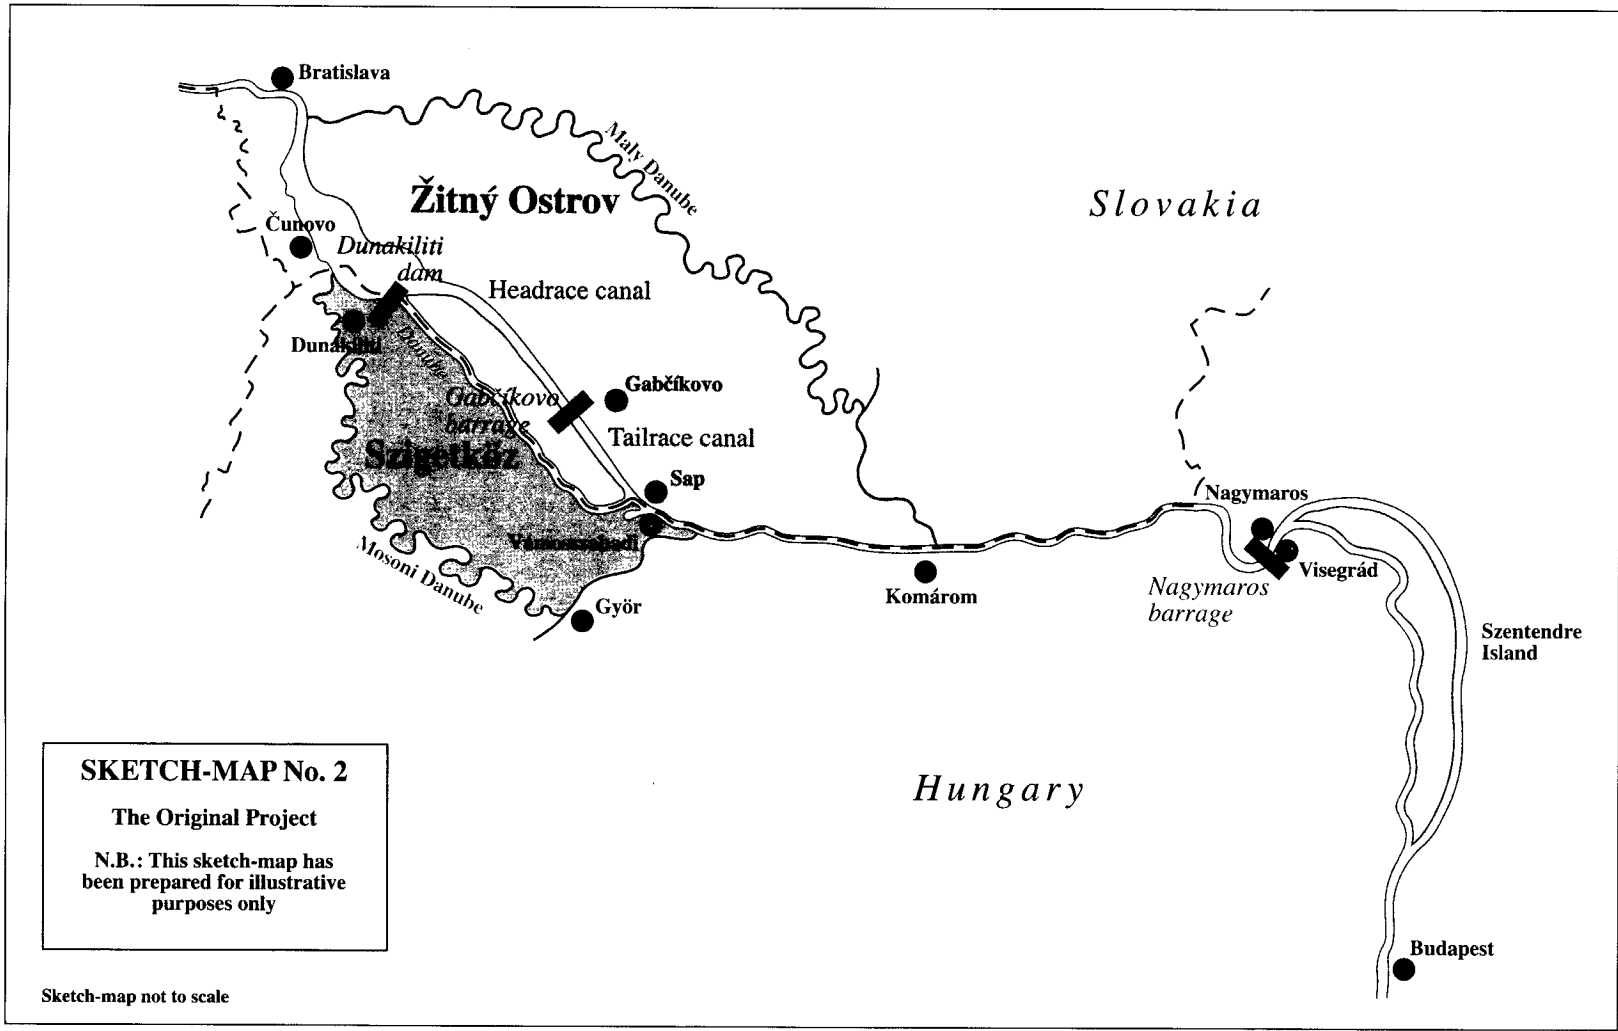 Bratislava
Maly Danube
Žitný Ostrov
Slovakia
Čunovo
Dunakiliti
dam
Headrace canal
Dunakiliti
Danube
Gabčíkovo
barrage
Gabčíkovo
Tailrace canal
Szigetköz
Sap
Vámosszabadi
Mosoni Danube
Györ
Komárom
Nagymaros
Visegrád
Nagymaros
barrage
Szentendre
Island
Hungary
Budapest
SKETCH-MAP No. 2
The Original Project
N.B.: This sketch-map has
been prepared for illustrative
purposes only
Sketch-map not to scale